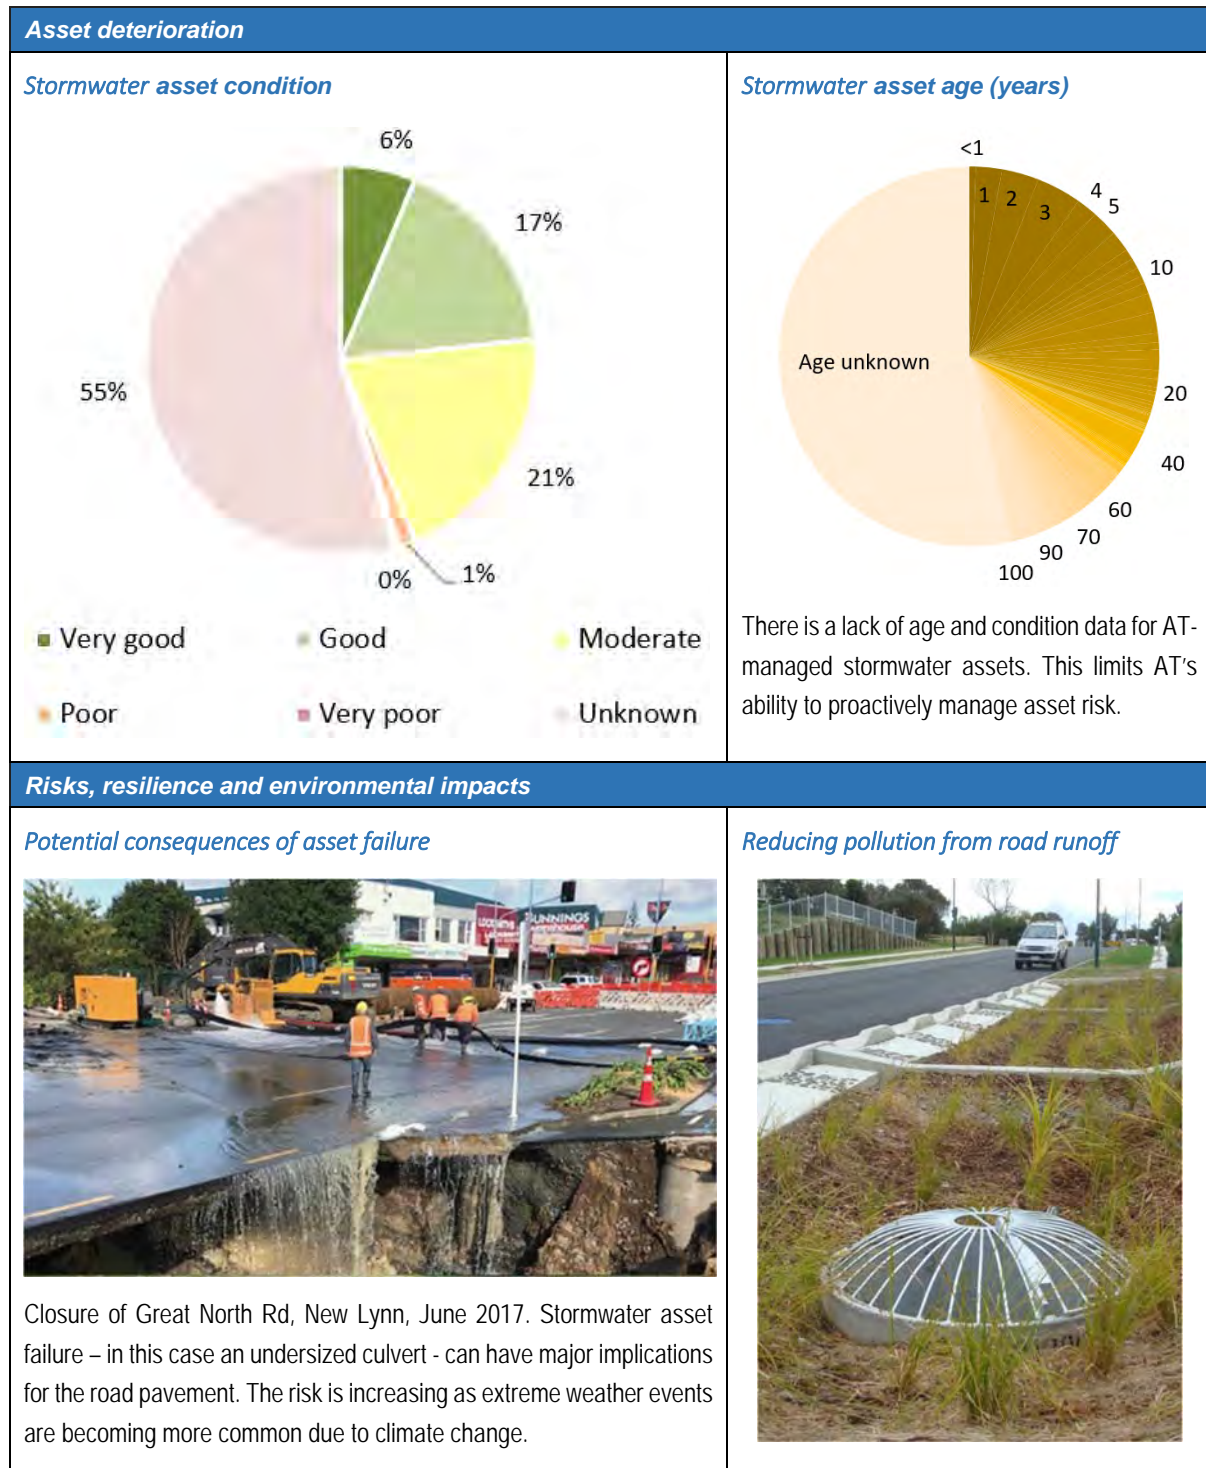 Asset deterioration
Stormwater asset condition
6%
17%
55%
21%
0%
1%
Very good
Good
Moderate
Poor
Very poor
Unknown
Stormwater asset age (years)
<1
1
2
3
4
5
10
20
40
60
70
90
100
Age unknown
There is a lack of age and condition data for AT-
managed stormwater assets. This limits AT's
ability to proactively manage asset risk.
Risks, resilience and environmental impacts
Potential consequences of asset failure
BUNNINGS
warehouse
Closure of Great North Rd, New Lynn, June 2017. Stormwater asset
failure – in this case an undersized culvert - can have major implications
for the road pavement. The risk is increasing as extreme weather events
are becoming more common due to climate change.
Reducing pollution from road runoff